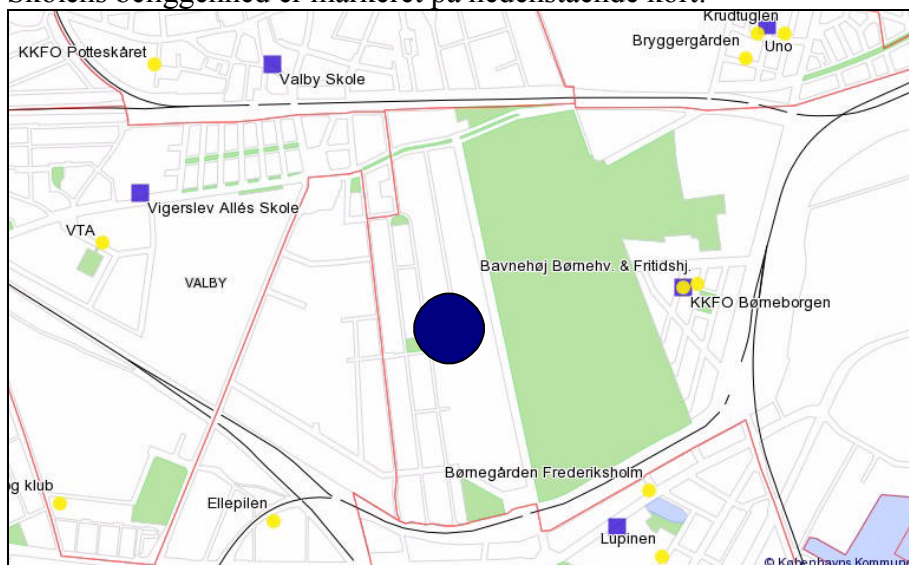 Skolens beliggenhed er markeret på nedenstående kort.
Krudtuglen
KKFO Potteskåret
Bryggergården
Uno
Valby Skole
Vigerslev Allés Skole
VTA
Bavnehøj Børnehv. & Fritidshj.
VALBY
KKFO Børneborgen
Børnegården Frederiksholm
og klub
Ellepilen
Lupinen
© Københavns Kommune